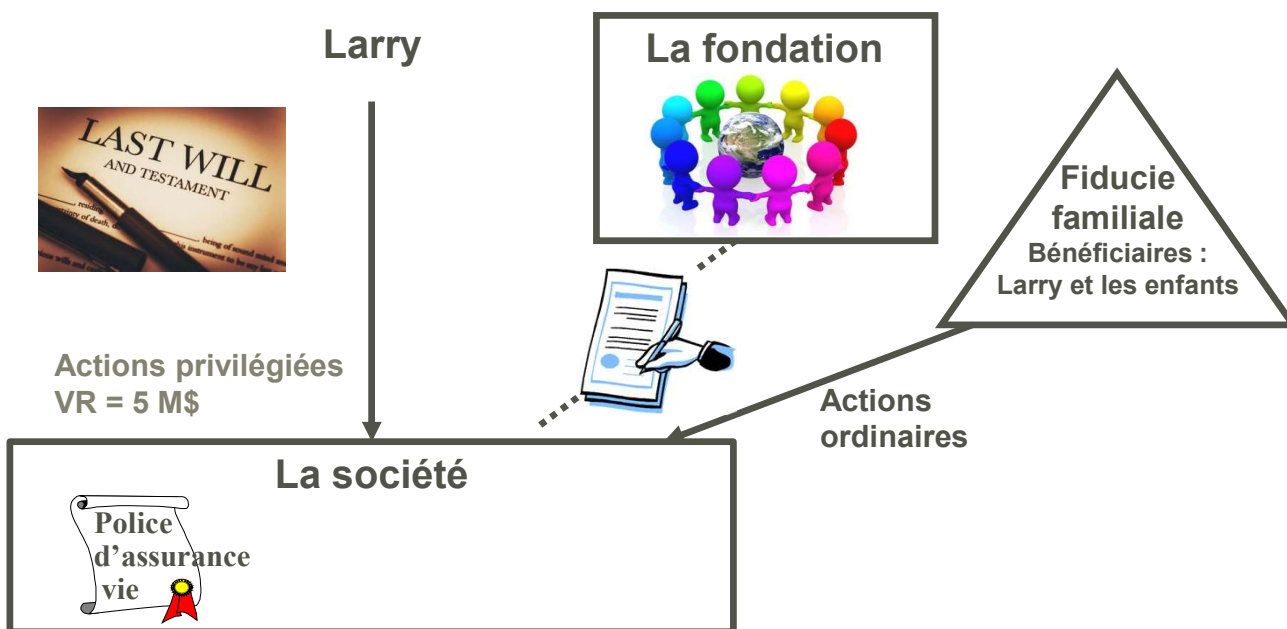 Larry
La fondation
LAST WILL
AND TESTAMENT
Fiducie
familiale
Bénéficiaires :
Larry et les enfants
Actions privilégiées
VR = 5 M$
Actions
ordinaires
La société
Police
d'assurance
vie